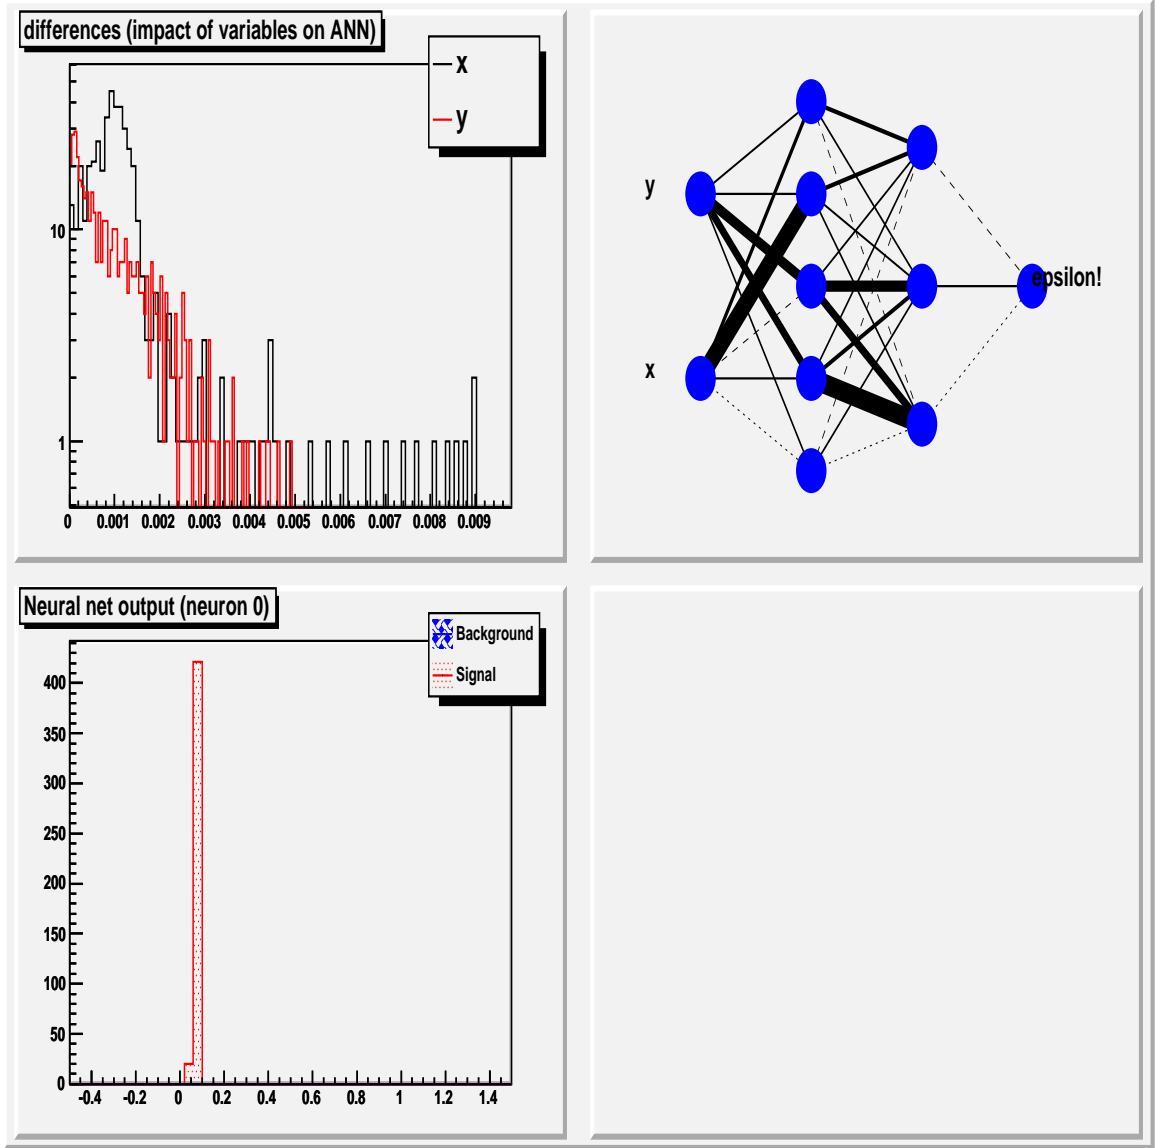 differences (impact of variables on ANN)
x
y
10
1
0 0.001 0.002 0.003 0.004 0.005 0.006 0.007 0.008 0.009
y
x
epsilon!
Neural net output (neuron 0)
Background
Signal
400
350
300
250
200
150
100
50
0
-0.4 -0.2 0 0.2 0.4 0.6 0.8 1 1.2 1.4